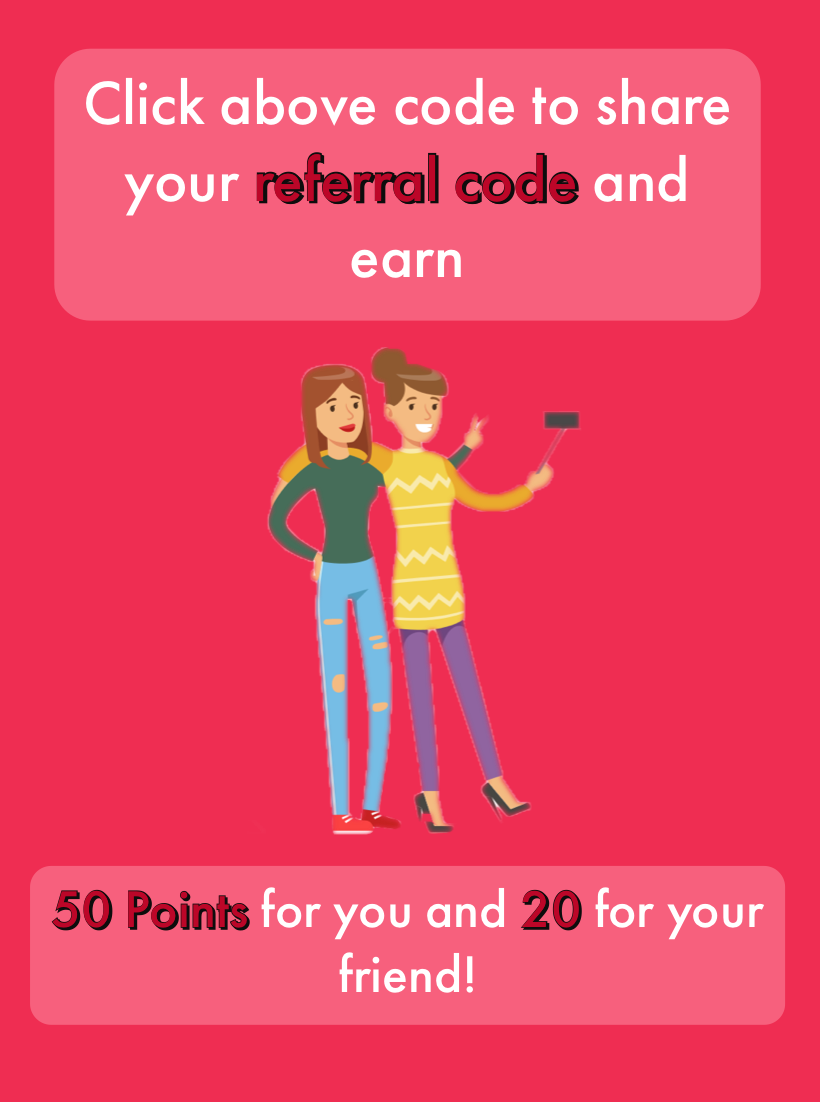 Click above code to share
your referral code and
earn
50 Points for you and 20 for your
friend!